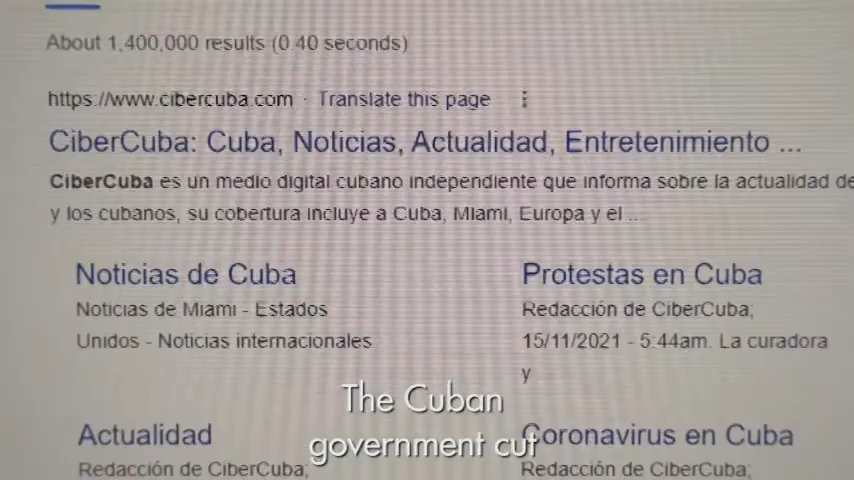 About 1,400,000 results (0.40 seconds)
https://www.cibercuba.com · Translate this page
CiberCuba: Cuba, Noticias, Actualidad, Entretenimiento ...
CiberCuba es un medio digital cubano independiente que informa sobre la actualidad de
y los cubanos, su cobertura incluye a Cuba, Miami, Europa y el ...
Noticias de Cuba
Noticias de Miami - Estados
Unidos - Noticias internacionales
Protestas en Cuba
Redacción de CiberCuba;
15/11/2021 - 5:44am. La curadora
y
Actualidad
Redacción de CiberCuba;
Coronavirus en Cuba
Redacción de CiberCuba;
The Cuban
government cut